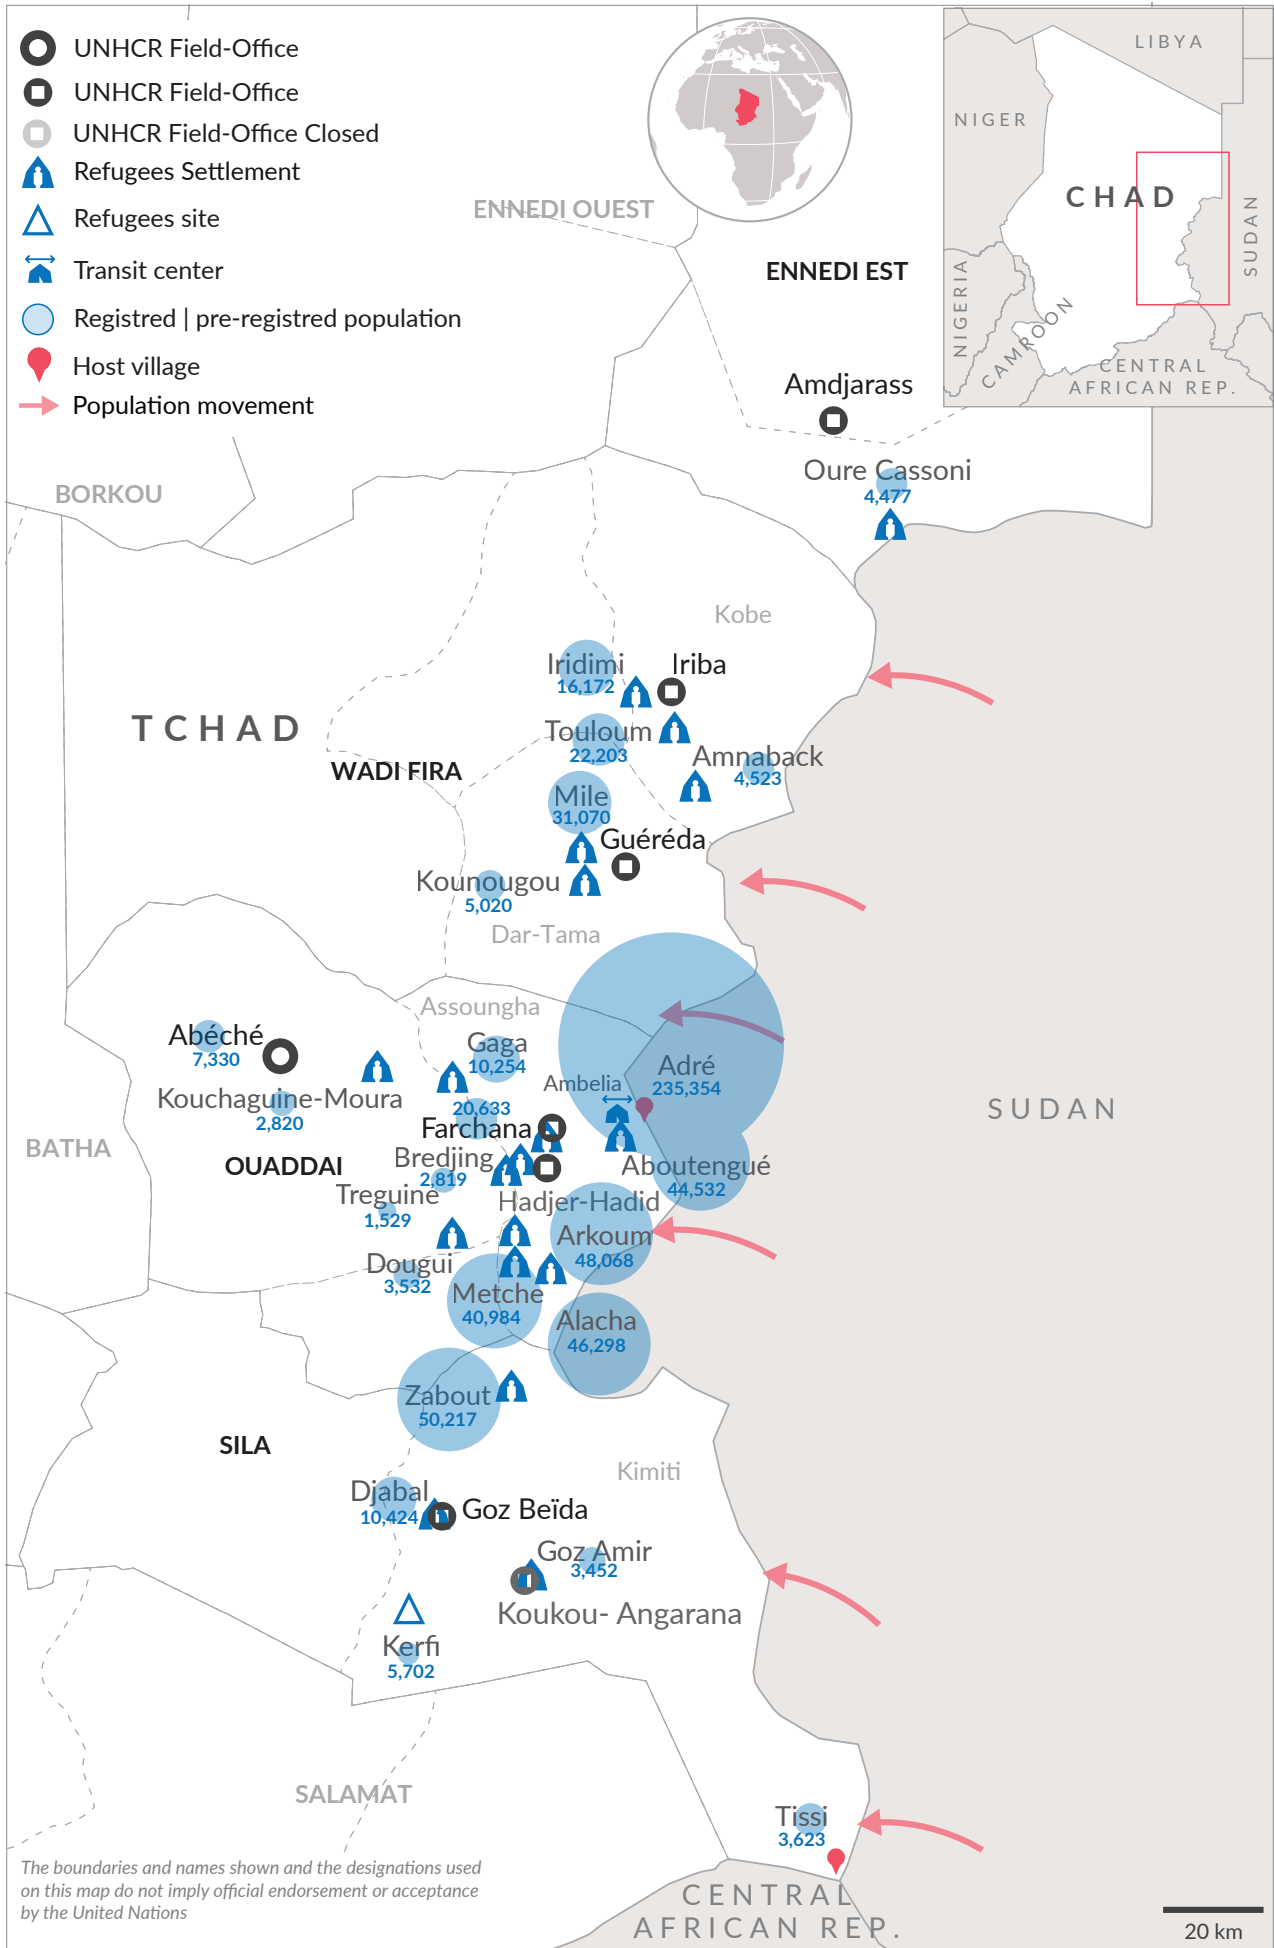 UNHCR Field-Office
UNHCR Field-Office
UNHCR Field-Office Closed
Refugees Settlement
Refugees site
Transit center
Registred | pre-registred population
Host village
Population movement
LIBYA
NIGER
CHAD
SUDAN
NIGERIA
CAMROON
CENTRAL
AFRICAN REP.
ENNEDI OUEST
ENNEDI EST
Amdjarass
Oure Cassoni
4,477
BORKOU
Kobe
Iridimi
16,172
Iriba
TCHAD
Touloum
22,203
Amnaback
4,523
WADI FIRA
Mile
31,070
Guéréda
Kounougou
5,020
Dar-Tama
Assoungha
Abéché
7,330
Gaga
10,254
Adré
235,354
Ambelia
Kouchaguine-Moura
2,820
20,633
Farchana
SUDAN
BATHA
OUADDAI
Bredjing
2,819
Aboutengué
44,532
Treguine
1,529
Hadjer-Hadid
Arkoum
48,068
Dougui
3,532
Metche
40,984
Alacha
46,298
Zabout
50,217
SILA
Kimiti
Djabal
10,424
Goz Beïda
Goz Amir
3,452
Koukou- Angarana
Kerfi
5,702
SALAMAT
Tissi
3,623
The boundaries and names shown and the designations used
on this map do not imply official endorsement or acceptance
by the United Nations
CENTRAL
AFRICAN REP.
20 km